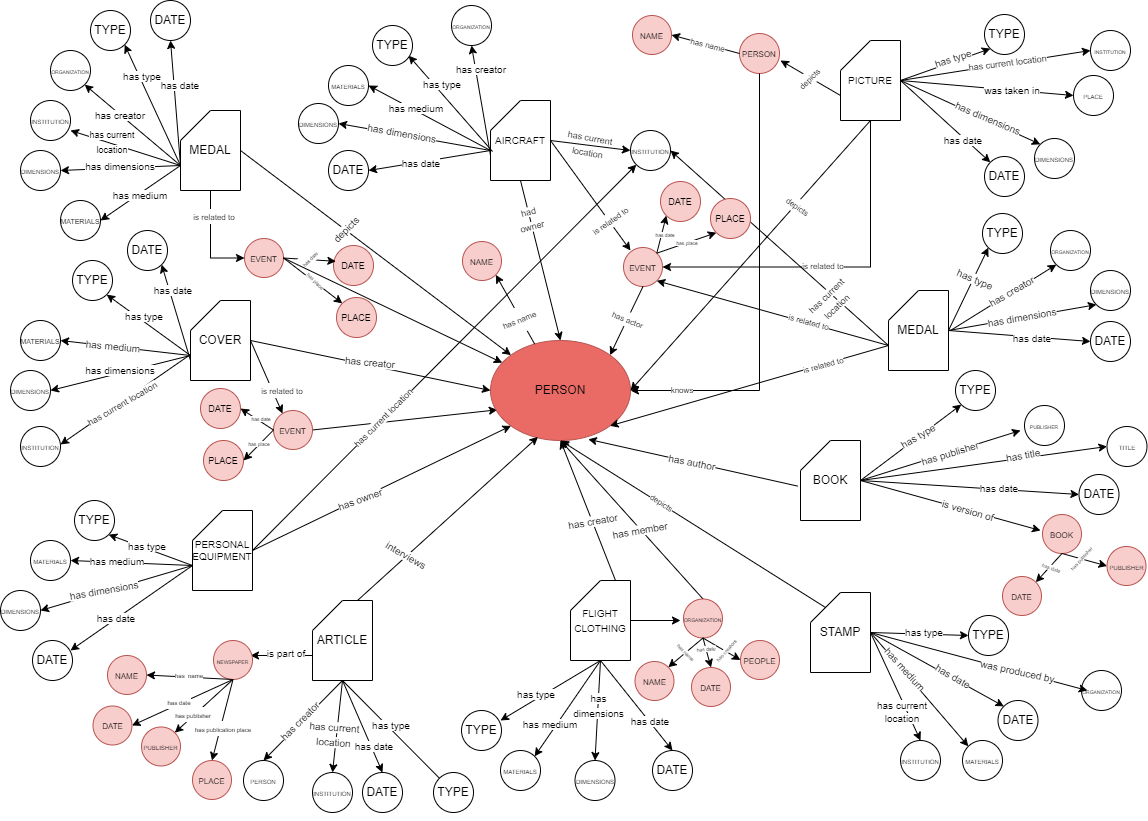 TYPE
DATE
ORGANIZATION
INSTITUTION
DIMENSIONS
MATERIALS
has type
has date
has creator
has current
location
has dimensions
has medium
MEDAL
is related to
depicts
EVENT
has date
has place
DATE
PLACE
TYPE
ORGANIZATION
MATERIALS
DIMENSIONS
DATE
has creator
has type
has medium
has dimensions
has date
AIRCRAFT
has current
location
INSTITUTION
had
owner
is related to
EVENT
has date
has place
DATE
PLACE
has actor
NAME
has name
PERSON
depicts
PICTURE
has type
has current location
was taken in
has dimensions
has date
TYPE
INSTITUTION
PLACE
DIMENSIONS
DATE
depicts
is related to
knows
NAME
has name
PERSON
has current
location
is related to
is related to
MEDAL
has type
has creator
has dimensions
has date
TYPE
ORGANIZATION
DIMENSIONS
DATE
DATE
TYPE
MATERIALS
DIMENSIONS
INSTITUTION
has date
has type
has medium
has dimensions
has current location
COVER
has creator
is related to
EVENT
has date
has place
DATE
PLACE
has current location
has author
BOOK
has type
has publisher
has title
has date
is version of
TYPE
PUBLISHER
TITLE
DATE
BOOK
has date
has publisher
DATE
PUBLISHER
PERSONAL
EQUIPMENT
has owner
TYPE
MATERIALS
DIMENSIONS
DATE
has type
has medium
has dimensions
has date
interviews
ARTICLE
is part of
NEWSPAPER
has name
has date
has publisher
has publication place
NAME
DATE
PUBLISHER
PLACE
has creator
has current
location
has date
has type
PERSON
INSTITUTION
DATE
TYPE
has creator
has member
FLIGHT
CLOTHING
ORGANIZATION
has name
has date
has creators
NAME
DATE
PEOPLE
has type
has medium
has
dimensions
has date
TYPE
MATERIALS
DIMENSIONS
DATE
depicts
STAMP
has type
was produced by
has date
has medium
has current
location
TYPE
ORGANIZATION
DATE
MATERIALS
INSTITUTION